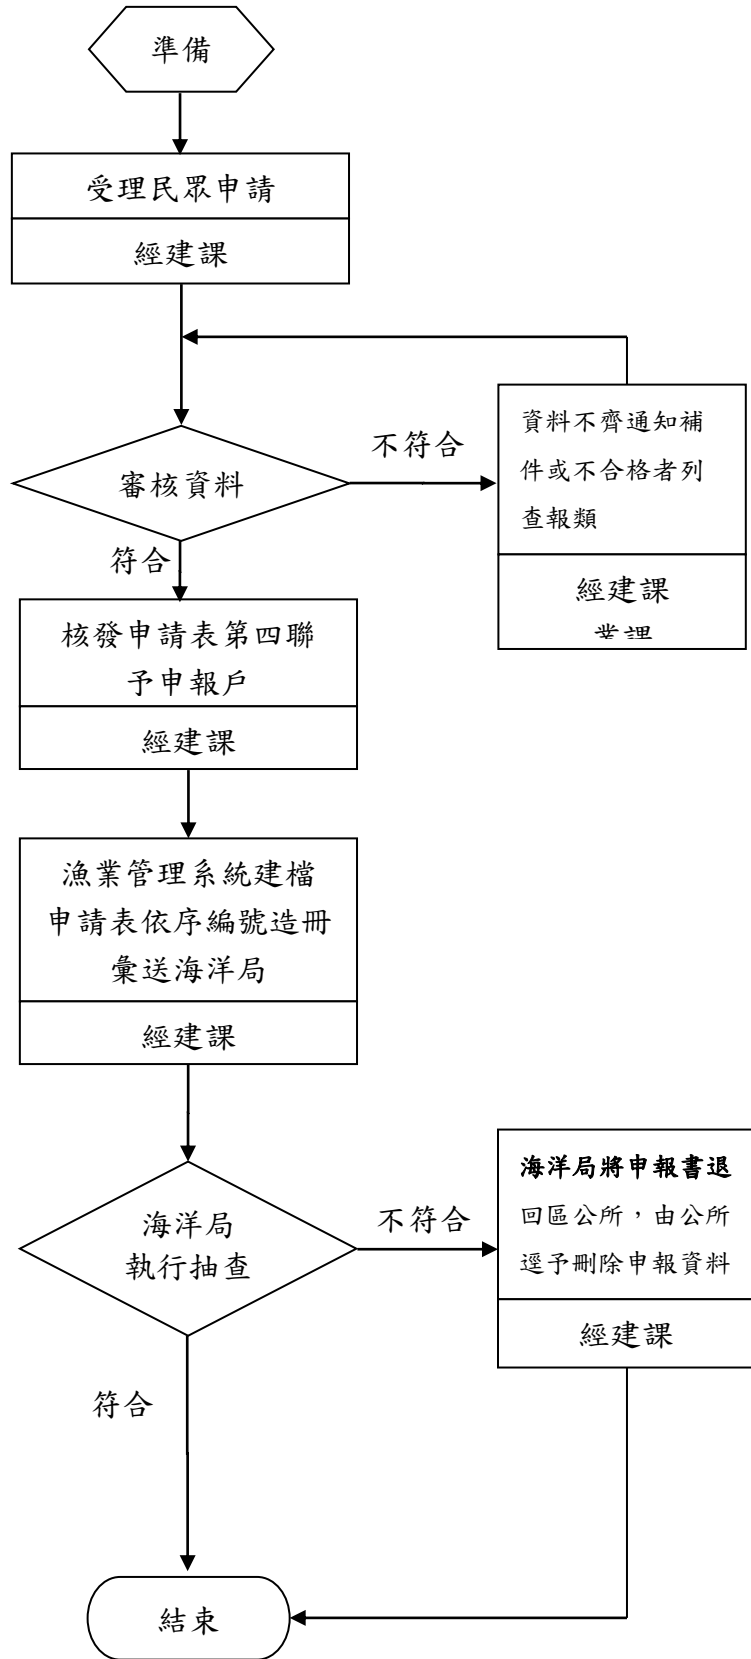 準備
受理民眾申請
經建課
審核資料
不符合
資料不齊通知補
件或不合格者列
查報類
經建課
業課
符合
核發申請表第四聯
予申報戶
經建課
漁業管理系統建檔
申請表依序編號造冊
彙送海洋局
經建課
海洋局
執行抽查
不符合
海洋局將申報書退
回區公所，由公所
逕予刪除申報資料
經建課
符合
結束